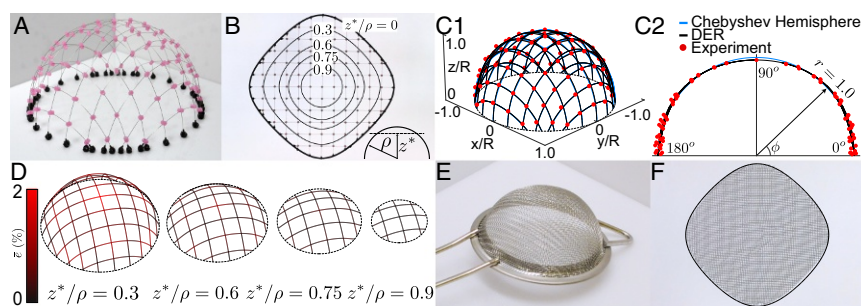 A
B
z*/ρ = 0
0.3
0.6
0.75
0.9
ρ
z*
C1
1.0
z/R
0
-1.0
0
x/R
1.0
0
y/R
-1.0
C2
Chebyshev Hemisphere
DER
Experiment
90°
r = 1.0
180°
ϕ
0°
D
2
ē (%)
0
z*/ρ = 0.3
z*/ρ = 0.6
z*/ρ = 0.75
z*/ρ = 0.9
E
F